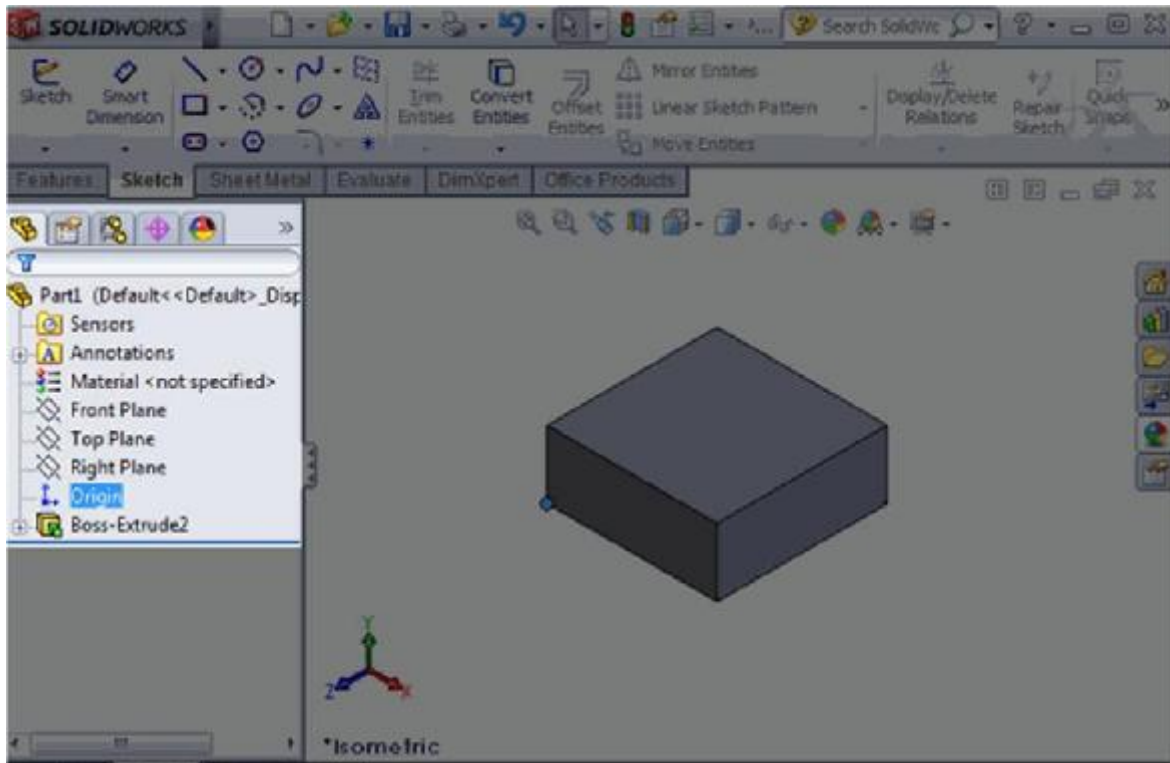 SOLIDWORKS
Search SolidWc
Sketch
Smart Dimension
Trim Entities
Convert Entities
Offset Entities
Mirror Entities
Linear Sketch Pattern
Move Entities
Display/Delete Relations
Repair Sketch
Quick Snaps
Features Sketch Sheet Metal Evaluate DimXpert Office Products
Part1 (Default<<Default>_Disp
Sensors
A Annotations
Material <not specified>
Front Plane
Top Plane
Right Plane
Origin
Boss-Extrude2
Y
Z X
*Isometric